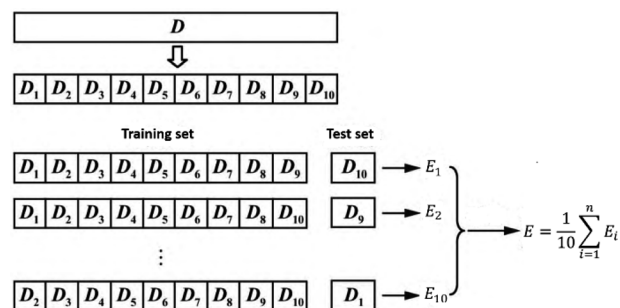 D
D₁ D₂ D₃ D₄ D₅ D₆ D₇ D₈ D₉ D₁₀
Training set Test set
D₁ D₂ D₃ D₄ D₅ D₆ D₇ D₈ D₉ D₁₀ E₁
D₁ D₂ D₃ D₄ D₅ D₆ D₇ D₈ D₁₀ D₉ E₂
E = 1/10 ∑ᵢ₌₁ⁿ Eᵢ
⋮
D₂ D₃ D₄ D₅ D₆ D₇ D₈ D₉ D₁₀ D₁ E₁₀